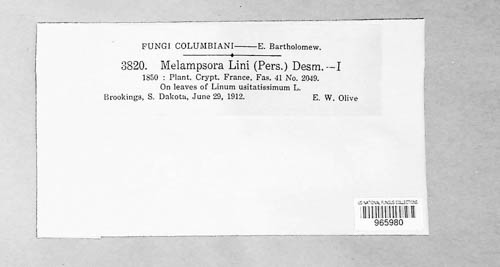 FUNGI COLUMBIANI——E. Bartholomew.
3820. Melampsora Lini (Pers.) Desm.—I
1850 : Plant. Crypt. France, Fas. 41 No. 2049.
On leaves of Linum usitatissimum L.
Brookings, S. Dakota, June 29, 1912. E. W. Olive
US NATIONAL FUNGUS COLLECTIONS
965980